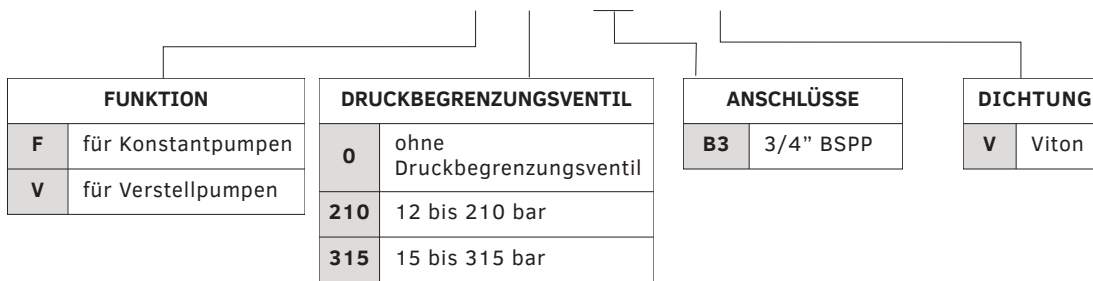 FUNKTION
F für Konstantpumpen
V für Verstellpumpen
DRUCKBEGRENZUNGSVENTIL
0 ohne
Druckbegrenzungsventil
210 12 bis 210 bar
315 15 bis 315 bar
ANSCHLÜSSE
B3 3/4” BSPP
DICHTUNG
V Viton